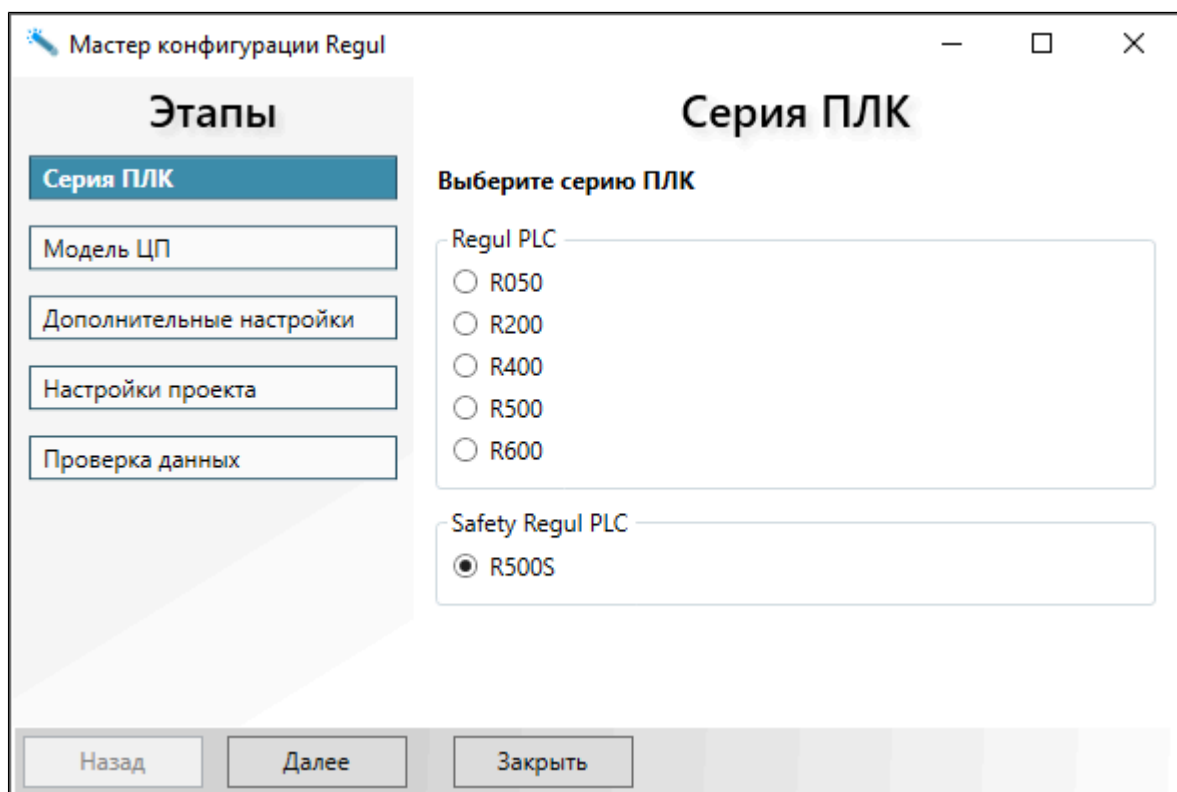 Мастер конфигурации Regul
Этапы
Серия ПЛК
Модель ЦП
Дополнительные настройки
Настройки проекта
Проверка данных
Серия ПЛК
Выберите серию ПЛК
Regul PLC
R050
R200
R400
R500
R600
Safety Regul PLC
R500S
Назад
Далее
Закрыть